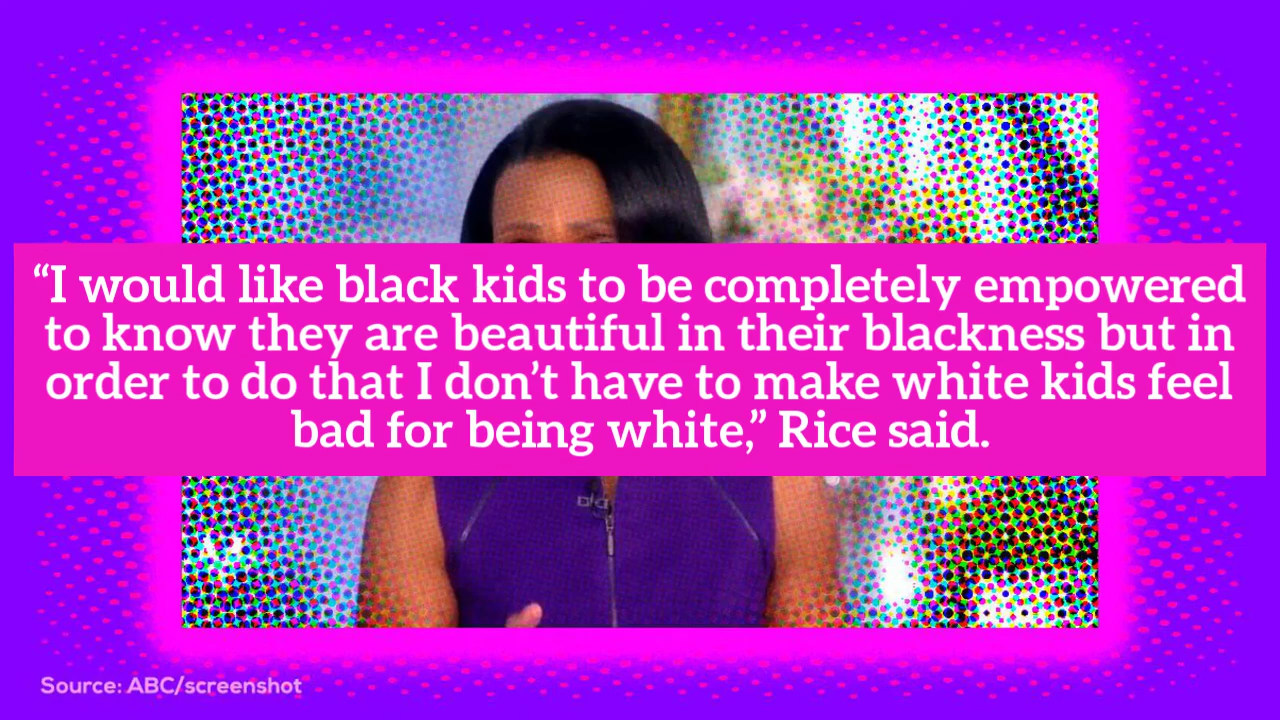 “I would like black kids to be completely empowered
to know they are beautiful in their blackness but in
order to do that I don’t have to make white kids feel
bad for being white,” Rice said.
Source: ABC/screenshot